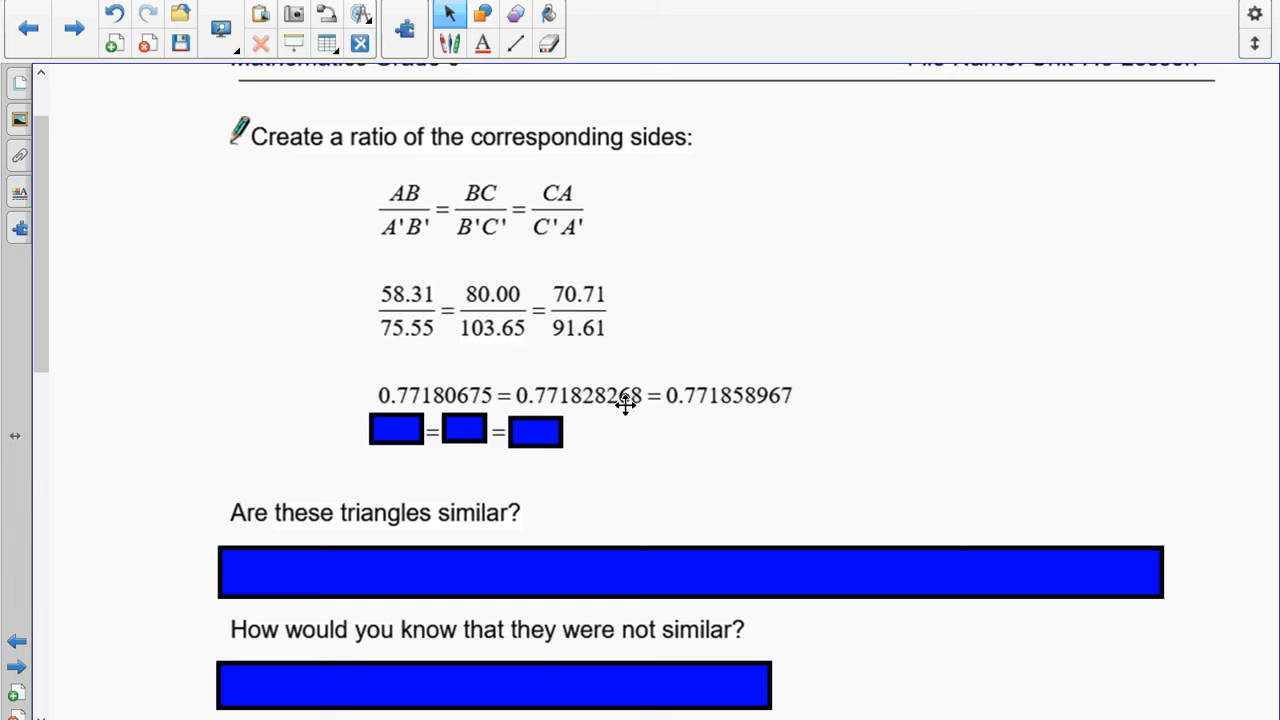 Create a ratio of the corresponding sides:
AB/A'B' = BC/B'C' = CA/C'A'
58.31/75.55 = 80.00/103.65 = 70.71/91.61
0.77180675 = 0.771828268 = 0.771858967
= =
Are these triangles similar?
How would you know that they were not similar?